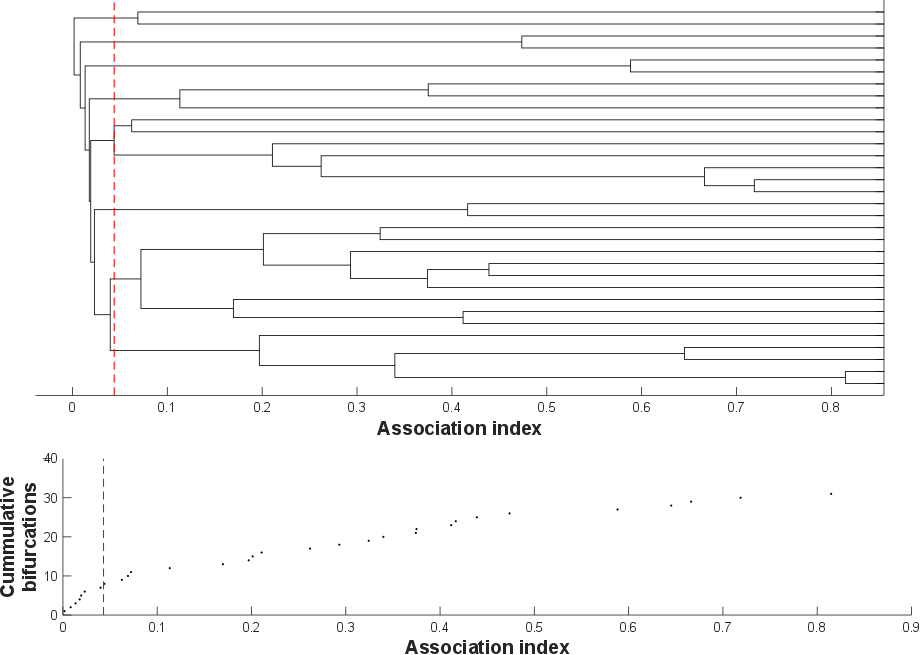 0 0.1 0.2 0.3 0.4 0.5 0.6 0.7 0.8
Association index
40
30
20
10
0
Cummulative
bifurcations
0 0.1 0.2 0.3 0.4 0.5 0.6 0.7 0.8 0.9
Association index